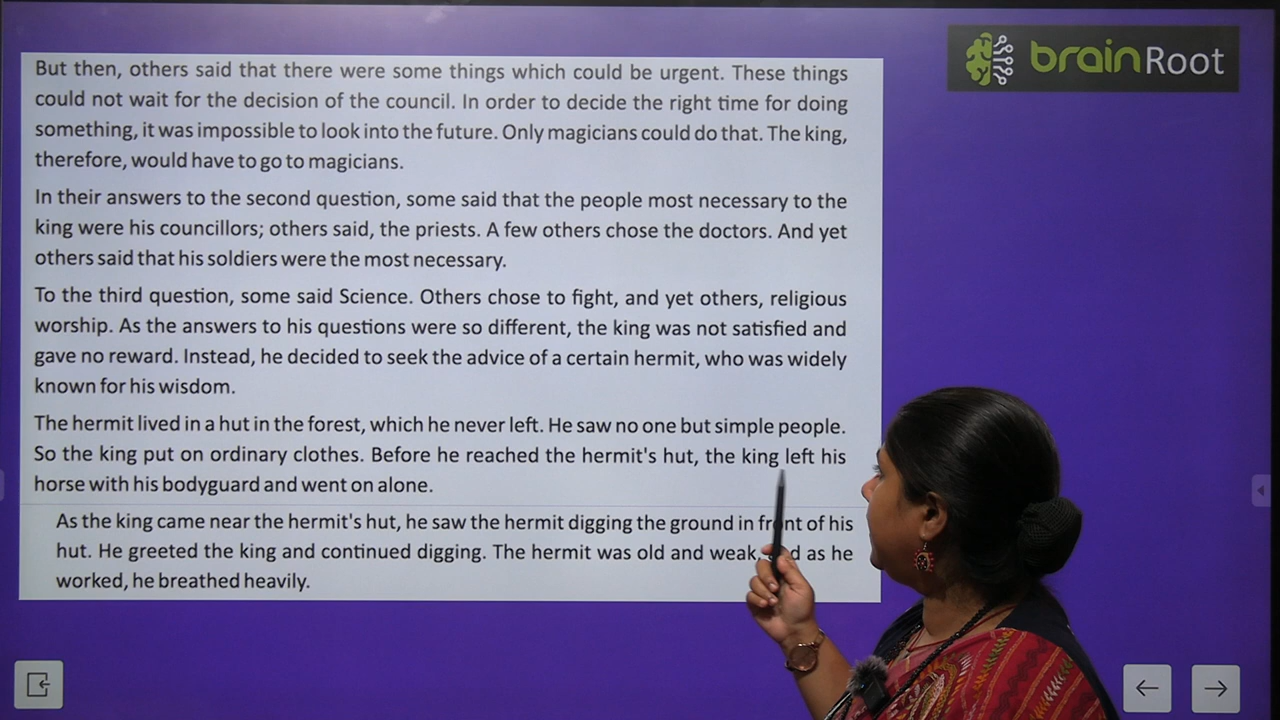 brainRoot
But then, others said that there were some things which could be urgent. These things
could not wait for the decision of the council. In order to decide the right time for doing
something, it was impossible to look into the future. Only magicians could do that. The king,
therefore, would have to go to magicians.
In their answers to the second question, some said that the people most necessary to the
king were his councillors; others said, the priests. A few others chose the doctors. And yet
others said that his soldiers were the most necessary.
To the third question, some said Science. Others chose to fight, and yet others, religious
worship. As the answers to his questions were so different, the king was not satisfied and
gave no reward. Instead, he decided to seek the advice of a certain hermit, who was widely
known for his wisdom.
The hermit lived in a hut in the forest, which he never left. He saw no one but simple people.
So the king put on ordinary clothes. Before he reached the hermit's hut, the king left his
horse with his bodyguard and went on alone.
As the king came near the hermit's hut, he saw the hermit digging the ground in front of his
hut. He greeted the king and continued digging. The hermit was old and weak, as he
worked, he breathed heavily.